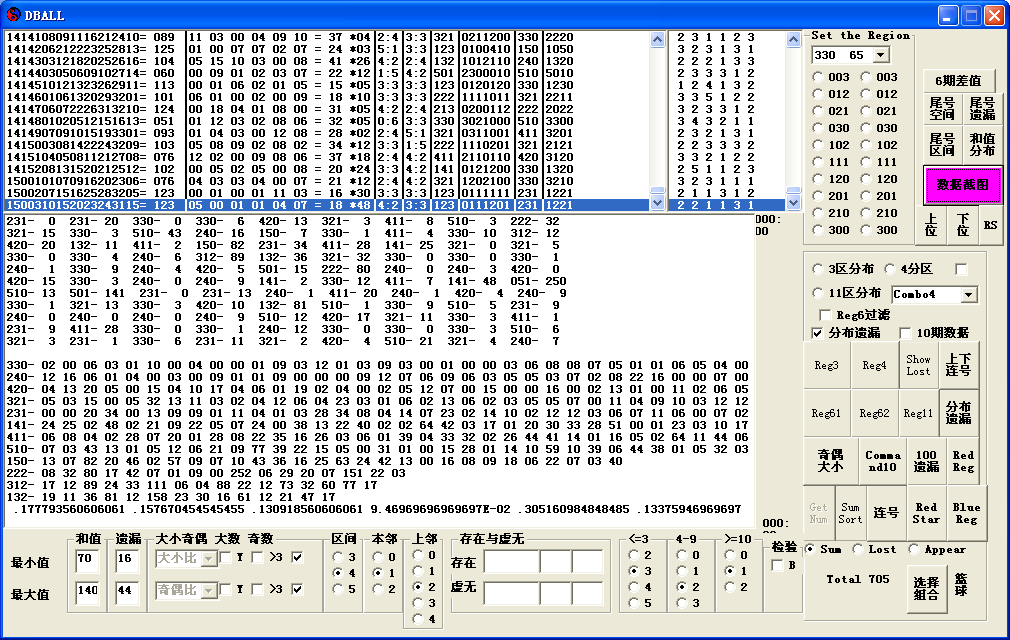 DBALL
1414108091116212410= 089 11 03 00 04 09 10 = 37 *04 2:4 3:3 321 0211200 330 2220 2 3 1 1 2 3
1414206212223252813= 125 01 00 07 07 02 07 = 24 *03 5:1 3:3 123 0100410 150 1050 3 2 3 1 3 1
1414303121820252616= 104 05 15 10 03 00 08 = 41 *26 4:2 2:4 132 1012110 240 1320 2 2 2 1 3 3
1414403050609102714= 060 00 09 01 02 03 07 = 22 *12 1:5 4:2 501 2300010 510 5010 2 3 3 3 1 2
1414510121323262911= 113 00 01 06 02 01 05 = 15 *05 3:3 3:3 123 0120120 330 1230 1 2 4 1 3 2
1414601061320293201= 101 06 01 00 02 00 09 = 18 *10 3:3 3:3 222 1111011 321 2211 3 3 5 1 2 2
1414706072226313210= 124 00 18 04 01 08 00 = 31 *05 4:2 2:4 213 0200112 222 2022 3 2 3 3 1 2
1414801020512151613= 051 01 12 03 02 08 06 = 32 *05 0:6 3:3 330 3021000 510 3300 3 4 3 2 1 1
1414907091015193301= 093 01 04 03 00 12 08 = 28 *02 2:4 5:1 321 0311001 411 3201 2 3 2 1 3 1
1415003081422243209= 103 05 08 09 02 08 02 = 34 *12 3:3 1:5 222 1110201 321 2211 2 2 2 1 3 3
1415104050811212708= 076 12 02 00 09 08 06 = 37 *18 2:4 4:2 411 2110110 420 3120 3 3 2 1 2 2
1415208131520212512= 102 00 05 02 05 00 08 = 20 *24 3:3 4:2 141 0121200 330 1320 2 5 1 1 2 3
1500101070916202306= 076 04 03 03 04 00 07 = 21 *12 2:4 4:2 321 1202100 330 3210 3 2 3 1 3 1
1500207151625283205= 123 00 01 00 01 11 03 = 16 *30 3:3 3:3 123 0111111 231 1221 2 1 1 3 1 2
1500310152023243115= 123 05 00 01 01 04 07 = 18 *48 4:2 3:3 123 0111201 231 1221 2 2 1 1 3 1
231- 0 231- 20 330- 0 330- 6 420- 13 321- 3 411- 8 510- 3 222- 32
321- 15 330- 3 510- 43 240- 16 150- 7 330- 1 411- 4 330- 10 312- 12
420- 20 132- 11 411- 2 150- 82 231- 34 411- 28 141- 25 321- 0 321- 5
330- 0 330- 4 240- 6 312- 89 132- 36 321- 32 330- 0 330- 0 330- 1
240- 1 330- 9 240- 4 420- 5 501- 15 222- 80 240- 0 240- 3 420- 0
420- 15 330- 3 240- 0 240- 9 141- 2 330- 12 411- 7 141- 48 051- 250
510- 13 501- 141 231- 0 231- 13 240- 1 411- 20 240- 1 420- 4 240- 9
330- 1 321- 13 330- 3 420- 10 132- 81 510- 1 330- 9 510- 5 231- 9
240- 0 240- 0 240- 0 240- 9 510- 12 420- 17 321- 11 330- 3 411- 1
231- 9 411- 28 330- 0 330- 1 240- 12 330- 0 330- 0 330- 3 510- 6
321- 3 231- 1 330- 6 231- 11 321- 2 420- 4 510- 21 321- 4 240- 7
330- 02 00 06 03 01 10 00 04 08 00 01 09 03 12 01 03 09 03 00 01 00 00 03 06 08 08 07 05 01 01 06 05 04 00
240- 12 16 06 01 04 00 03 00 09 01 01 09 00 00 00 09 12 07 06 09 06 03 05 05 03 07 02 08 22 16 00 00 07 00
420- 04 13 20 05 00 15 04 10 17 04 06 01 19 02 04 00 02 05 12 07 00 15 00 00 16 00 02 13 01 00 11 02 06 05
321- 05 03 15 00 05 32 13 11 03 02 04 12 06 04 23 03 01 06 02 13 06 02 03 05 05 07 00 11 04 09 10 03 12 12
231- 00 00 20 34 00 13 09 09 01 11 04 01 03 28 34 08 04 14 07 23 02 14 10 02 12 12 03 06 07 11 06 00 07 02
141- 24 25 02 48 02 21 09 22 05 07 24 00 38 13 22 40 02 02 64 42 03 17 01 28 30 33 28 51 00 01 23 03 10 17
411- 06 08 04 02 28 07 20 01 28 08 22 35 16 26 03 06 01 39 04 33 32 02 26 44 41 14 01 16 05 02 64 11 44 06
510- 07 03 43 13 01 05 12 06 21 09 77 39 22 15 05 00 31 01 00 15 28 01 14 10 59 10 39 06 44 38 01 05 32 03
150- 13 07 82 20 46 02 57 09 07 10 43 36 16 25 63 24 42 13 00 16 08 09 18 06 22 07 03 40
222- 08 32 80 17 42 07 01 09 00 252 06 29 20 07 151 22 03
312- 17 12 89 24 33 111 06 04 88 22 12 73 32 60 77 17
132- 19 11 36 81 12 158 23 30 16 61 12 21 47 17
.177793560606061 .1576704545455 .130918560606061 9.46969696969697E-02 .305160984848485 .13375946969697
000:
00
000:
Set the Region
330 65
003 003
012 012
021 021
030 030
102 102
111 111
120 120
201 201
210 210
300 300
6期差值
尾号空间 尾号遗漏
尾号区间 和值分布
数据截图
上位 下位 RS
3区分布 4分区
11区分布 Combo4
Reg6过滤
分布遗漏 10期数据
Reg3 Reg4 Show Lost 上下连号
Reg61 Reg62 Reg11 分布遗漏
奇偶大小 Command10 100遗漏 Red Reg
Get Num Sum Sort 连号 Red Star Blue Reg
Sum Lost Appear
Total 705 选择组合 篮球
和值 遗漏 大小奇偶 大数 奇数 区间 本邻 上邻 存在与虚无 <=3 4-9 >=10 检验
最小值 70 16 大小比 Y >3
最大值 140 44 奇偶比 Y >3
3 4 5
0 1 2
0 1 2 3 4
存在
虚无
2 3 4 5
0 1 2 3
0 1 2
B